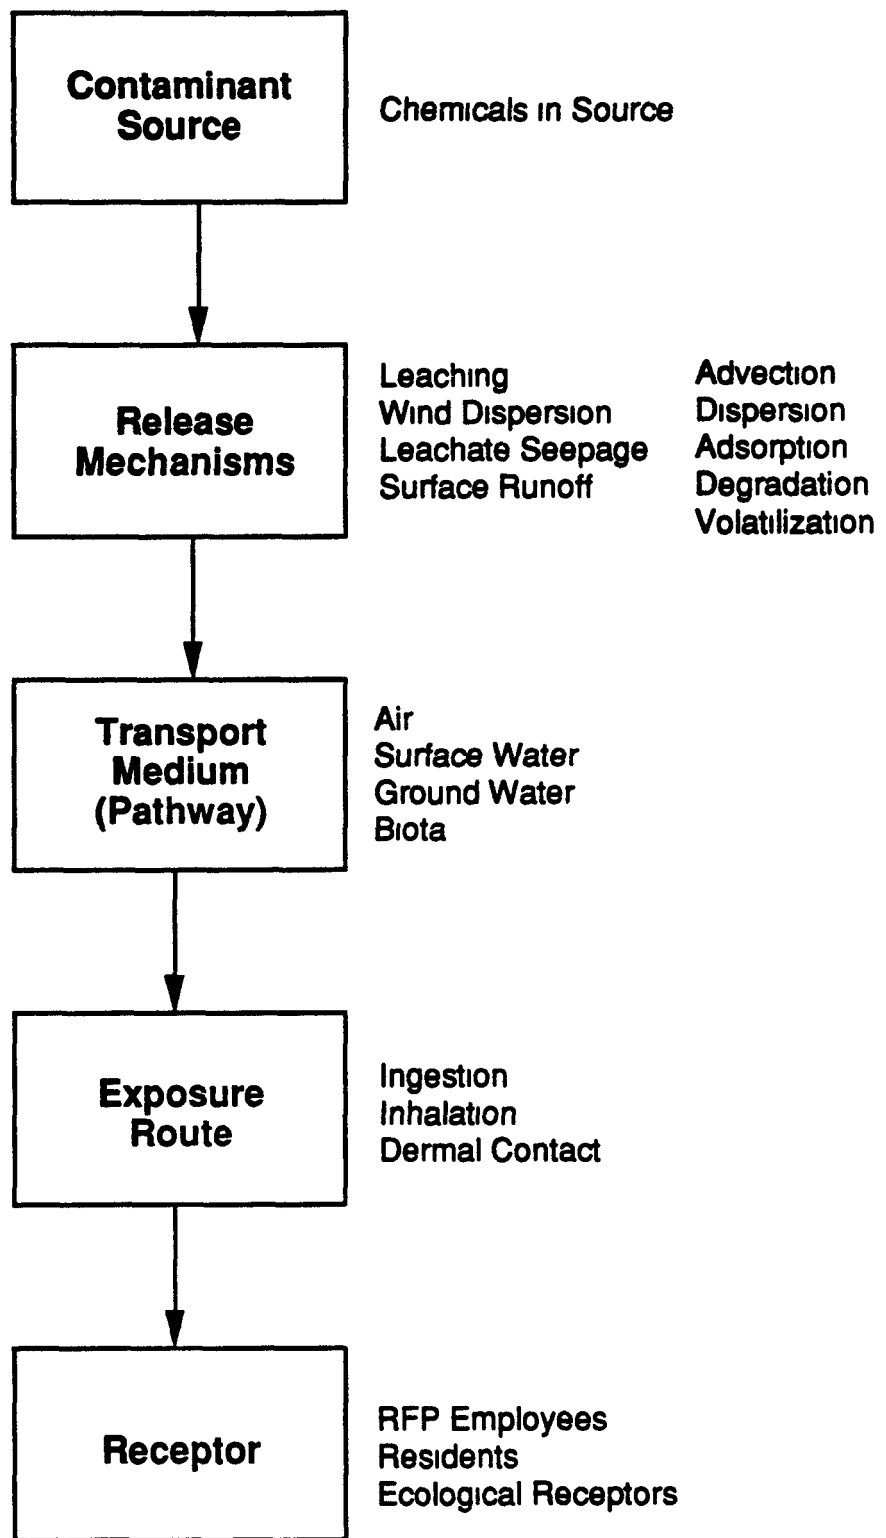 Contaminant
Source
Chemicals in Source
Release
Mechanisms
Leaching
Wind Dispersion
Leachate Seepage
Surface Runoff
Advection
Dispersion
Adsorption
Degradation
Volatilization
Transport
Medium
(Pathway)
Air
Surface Water
Ground Water
Biota
Exposure
Route
Ingestion
Inhalation
Dermal Contact
Receptor
RFP Employees
Residents
Ecological Receptors